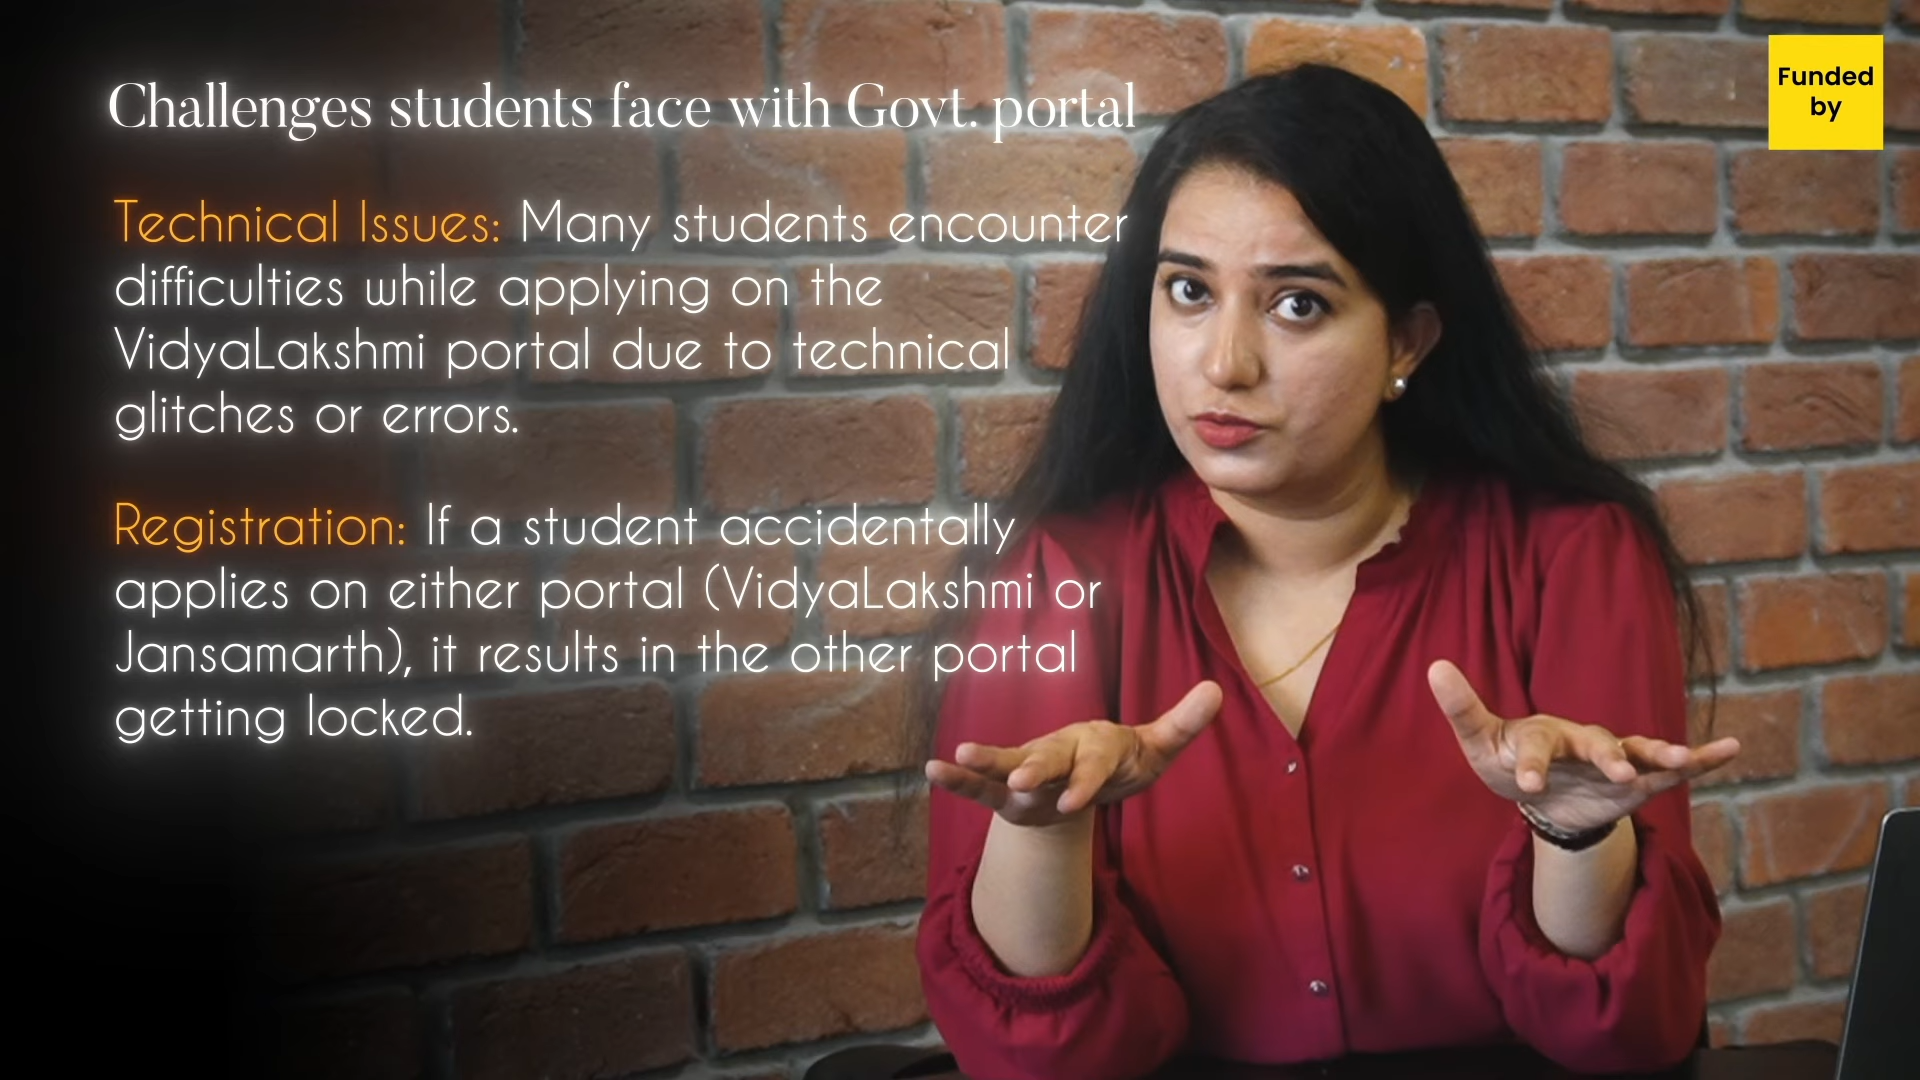 Challenges students face with Govt. portal
Funded
by
Technical Issues: Many students encounter
difficulties while applying on the
VidyaLakshmi portal due to technical
glitches or errors.
Registration: If a student accidentally
applies on either portal (VidyaLakshmi or
Jansamarth), it results in the other portal
getting locked.